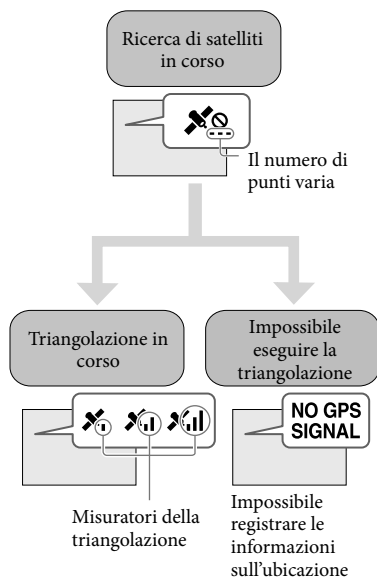 Ricerca di satelliti
in corso
Il numero di
punti varia
Triangolazione in
corso
Impossibile
eseguire la
triangolazione
NO GPS
SIGNAL
Misuratori della
triangolazione
Impossibile
registrare le
informazioni
sull'ubicazione